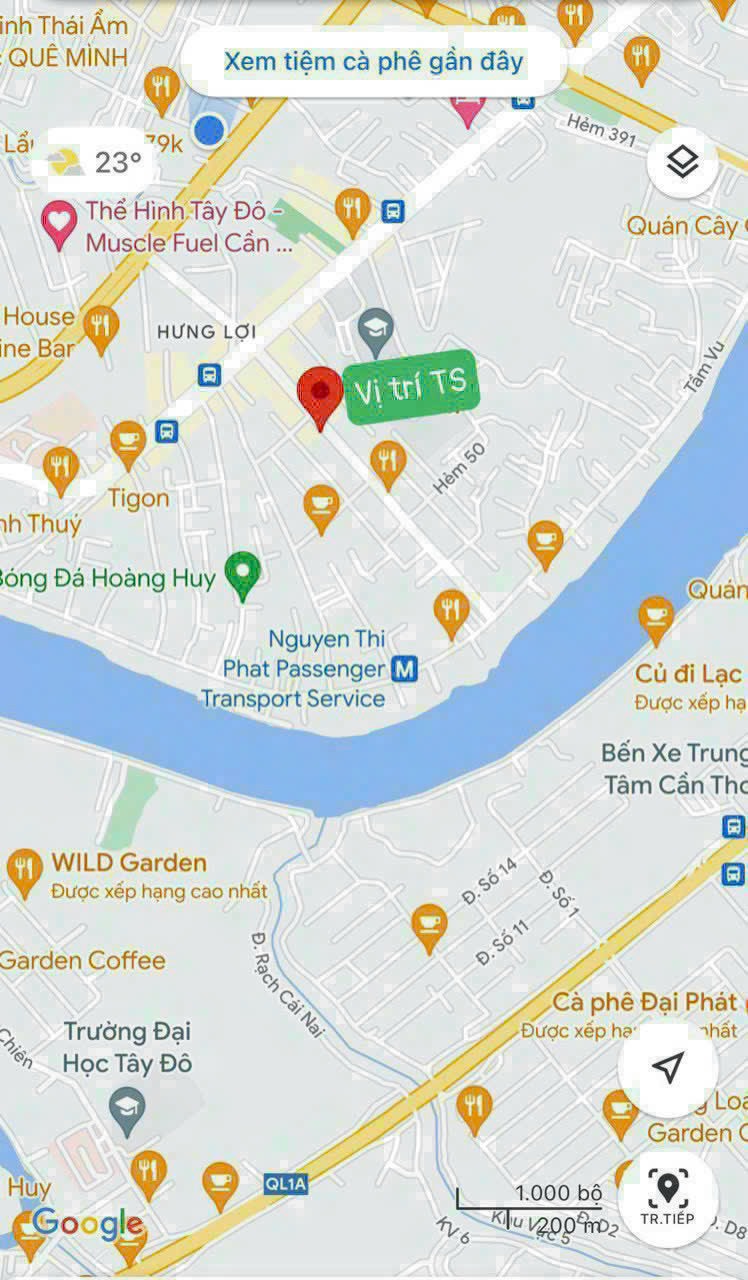 inh Thái Ẩm
QUÊ MÌNH
Xem tiệm cà phê gần đây
79k
23°
Hẻm 391
Thể Hình Tây Đô -
Muscle Fuel Cần ...
Quán Cây
House
ine Bar
HƯNG LỢI
Tầm Vu
Vị trí TS
Hẻm 50
Tigon
nh Thuý
Bóng Đá Hoàng Huy
Quán
Nguyen Thi
Phat Passenger
Transport Service
M
Củ đi Lạc
Được xếp hạ
Bến Xe Trung
Tâm Cần Thơ
WILD Garden
Được xếp hạng cao nhất
Đ. Số 14
Đ. Số 1
Đ. Số 11
Garden Coffee
Đ. Rạch Cái Nai
Cà phê Đại Phát
Được xếp hạ
nhất
Chiến
Trường Đại
Học Tây Đô
Loa
Garden C
QL1A
Huy
Google
1.000 bộ
200 m
KV 6
Khu Vực 5
Đ. D2
Đ. D8
TR.TIẾP